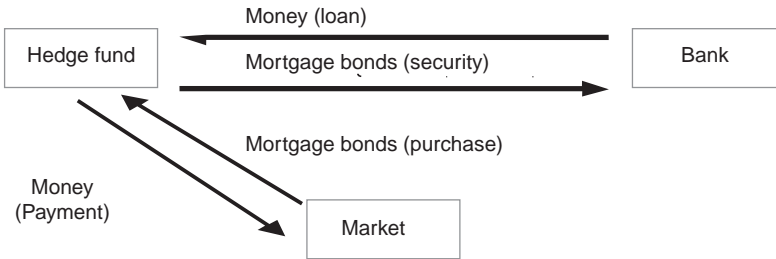 Money (loan)
Hedge fund
Bank
Mortgage bonds (security)
Mortgage bonds (purchase)
Money
(Payment)
Market